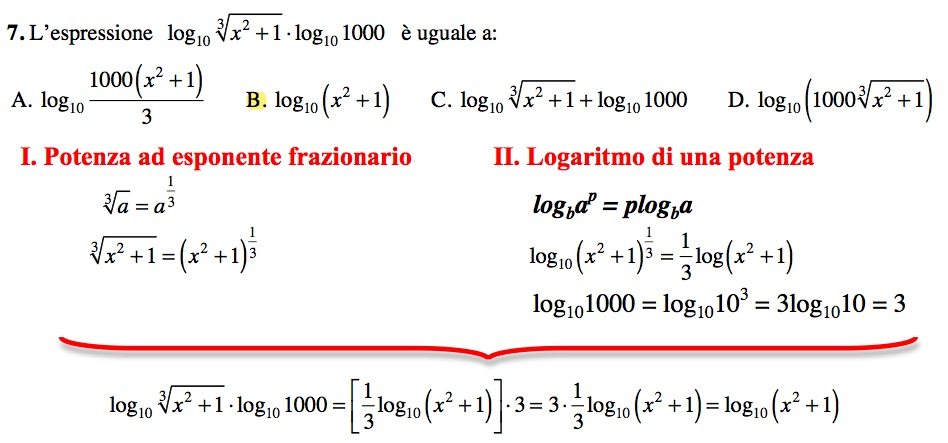 7. L'espressione log₁₀ ∛(x² + 1) · log₁₀ 1000 è uguale a:
A. log₁₀ 1000(x² + 1) / 3 B. log₁₀ (x² + 1) C. log₁₀ ∛(x² + 1) + log₁₀ 1000 D. log₁₀ (1000 ∛(x² + 1))
I. Potenza ad esponente frazionario II. Logaritmo di una potenza
∛a = a^(1/3) log_b aᵖ = plog_b a
∛(x² + 1) = (x² + 1)^(1/3) log₁₀ (x² + 1)^(1/3) = 1/3 log(x² + 1)
log₁₀1000 = log₁₀10³ = 3log₁₀10 = 3
log₁₀ ∛(x² + 1) · log₁₀ 1000 = [1/3 log₁₀ (x² + 1)] · 3 = 3 · 1/3 log₁₀ (x² + 1) = log₁₀ (x² + 1)